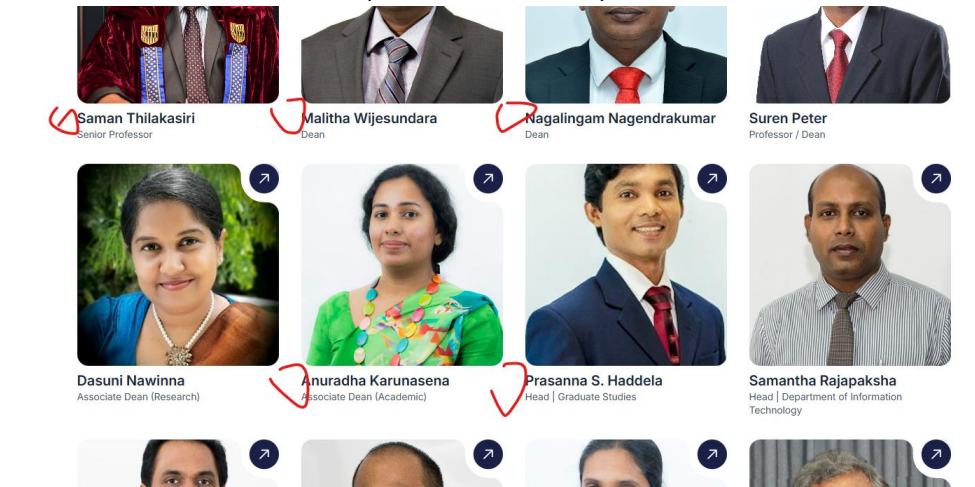 Saman Thilakasiri
Senior Professor
Malitha Wijesundara
Dean
Nagalingam Nagendrakumar
Dean
Suren Peter
Professor / Dean
Dasuni Nawinna
Associate Dean (Research)
Anuradha Karunasena
Associate Dean (Academic)
Prasanna S. Haddela
Head | Graduate Studies
Samantha Rajapaksha
Head | Department of Information
Technology